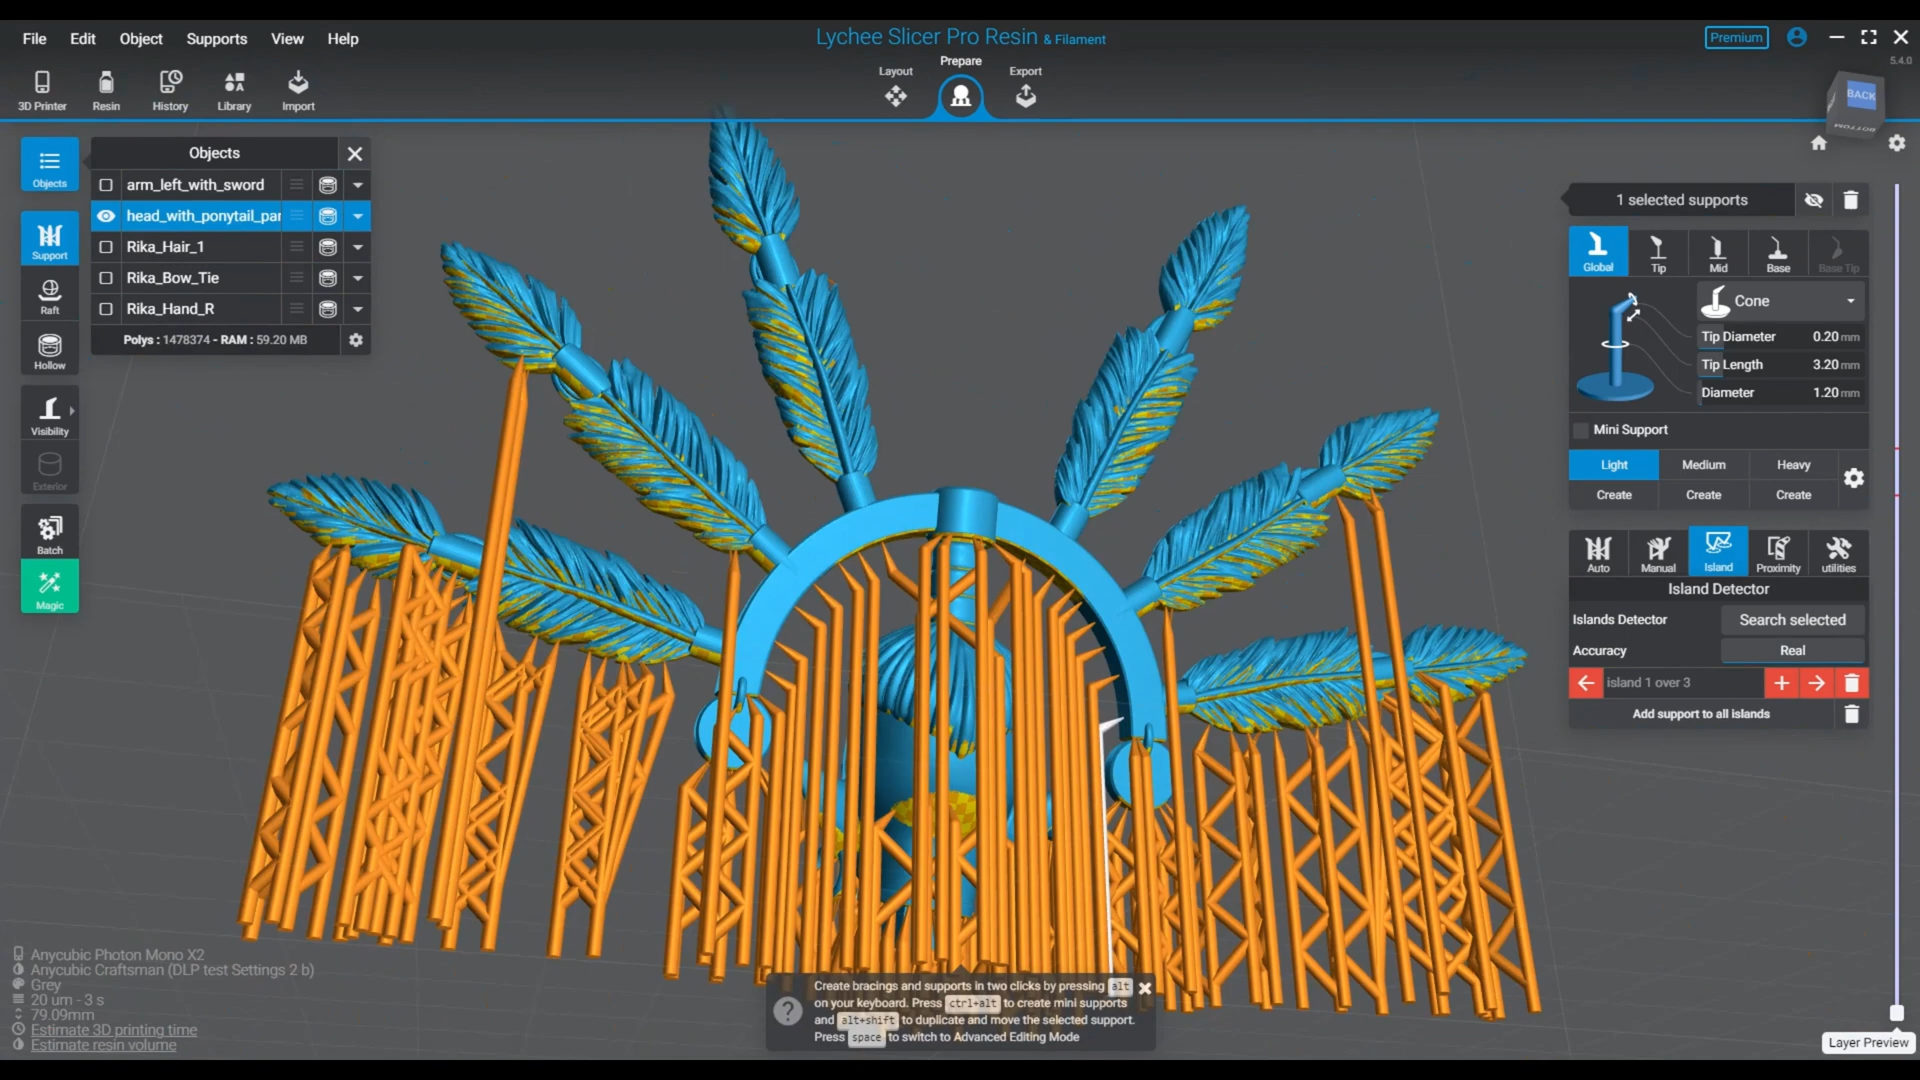 File Edit Object Supports View Help
Lychee Slicer Pro Resin & Filament
Premium
5.4.0
3D Printer Resin History Library Import
Layout Prepare Export
BACK
BOTTOM
Objects
Objects
arm_left_with_sword
head_with_ponytail_par
Rika_Hair_1
Rika_Bow_Tie
Rika_Hand_R
Polys : 1478374 - RAM : 59.20 MB
Support
Raft
Hollow
Visibility
Exterior
Batch
Magic
1 selected supports
Global Tip Mid Base Base Tip
Cone
Tip Diameter 0.20 mm
Tip Length 3.20 mm
Diameter 1.20 mm
Mini Support
Light Medium Heavy
Create Create Create
Auto Manual Island Proximity utilities
Island Detector
Islands Detector Search selected
Accuracy Real
island 1 over 3
Add support to all islands
Anycubic Photon Mono X2
Anycubic Craftsman (DLP test Settings 2 b)
Grey
20 um - 3 s
79.09mm
Estimate 3D printing time
Estimate resin volume
Create bracings and supports in two clicks by pressing alt
on your keyboard. Press ctrl+alt to create mini supports
and alt+shift to duplicate and move the selected support.
Press space to switch to Advanced Editing Mode
Layer Preview